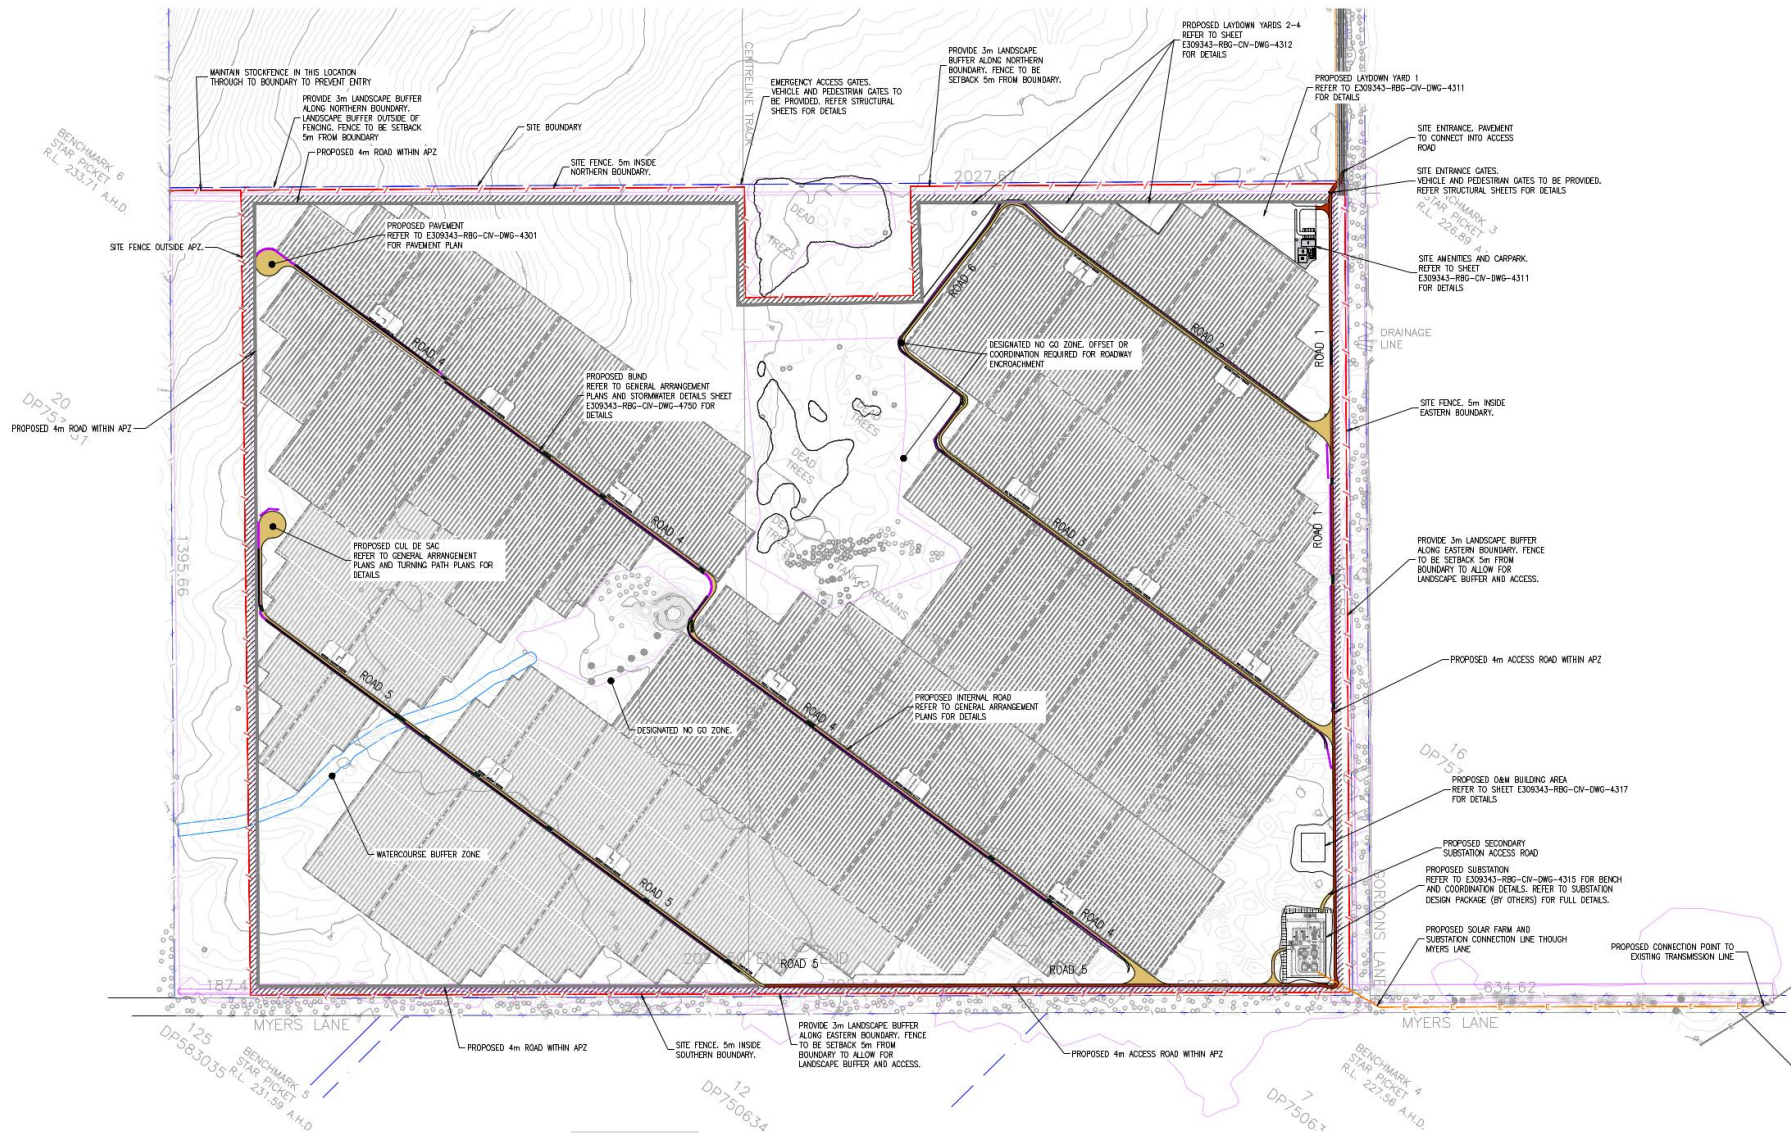 PROPOSED LAYDOWN YARDS 2-4
REFER TO SHEET
E309343-RBG-CIV-DWG-4312
FOR DETAILS
MAINTAIN STOCKFENCE IN THIS LOCATION
THROUGH TO BOUNDARY TO PREVENT ENTRY
PROVIDE 3m LANDSCAPE BUFFER
ALONG NORTHERN BOUNDARY.
LANDSCAPE BUFFER OUTSIDE OF
FENCING. FENCE TO BE SETBACK
5m FROM BOUNDARY
PROPOSED 4m ROAD WITHIN APZ
SITE BOUNDARY
SITE FENCE. 5m INSIDE
NORTHERN BOUNDARY.
CENTRELINE TRACK
EMERGENCY ACCESS GATES.
VEHICLE AND PEDESTRIAN GATES TO
BE PROVIDED. REFER STRUCTURAL
SHEETS FOR DETAILS
PROVIDE 3m LANDSCAPE
BUFFER ALONG NORTHERN
BOUNDARY. FENCE TO BE
SETBACK 5m FROM BOUNDARY.
PROPOSED LAYDOWN YARD 1
REFER TO E309343-RBG-CIV-DWG-4311
FOR DETAILS
SITE ENTRANCE. PAVEMENT
TO CONNECT INTO ACCESS
ROAD
SITE ENTRANCE GATES.
VEHICLE AND PEDESTRIAN GATES TO BE PROVIDED.
REFER STRUCTURAL SHEETS FOR DETAILS
BENCHMARK 6
STAR PICKET
R.L. 233.71 A.H.D.
2027.67
STAR PICKET
R.L. 226.89
SITE AMENITIES AND CARPARK.
REFER TO SHEET
E309343-RBG-CIV-DWG-4311
FOR DETAILS
DEAD
TREES
SITE FENCE OUTSIDE APZ.
PROPOSED PAVEMENT
REFER TO E309343-RBG-CIV-DWG-4301
FOR PAVEMENT PLAN
ROAD 6
ROAD 2
ROAD 1
DRAINAGE
LINE
ROAD 4
DESIGNATED NO GO ZONE. OFFSET OR
COORDINATION REQUIRED FOR ROADWAY
ENCROACHMENT
PROPOSED BUND
REFER TO GENERAL ARRANGEMENT
PLANS AND STORMWATER DETAILS SHEET
E309343-RBG-CIV-DWG-4750 FOR
DETAILS
SITE FENCE. 5m INSIDE
EASTERN BOUNDARY.
20
PROPOSED 4m ROAD WITHIN APZ
TREES
DEAD
TREES
ROAD 4
ROAD 3
ROAD 1
1395.66
PROPOSED CUL DE SAC
REFER TO GENERAL ARRANGEMENT
PLANS AND TURNING PATH PLANS FOR
DETAILS
TANK
REMAINS
PROVIDE 3m LANDSCAPE BUFFER
ALONG EASTERN BOUNDARY. FENCE
TO BE SETBACK 5m FROM
BOUNDARY TO ALLOW FOR
LANDSCAPE BUFFER AND ACCESS.
PROPOSED 4m ACCESS ROAD WITHIN APZ
ROAD 5
PROPOSED INTERNAL ROAD
REFER TO GENERAL ARRANGEMENT
PLANS FOR DETAILS
ROAD 4
DESIGNATED NO GO ZONE.
16
PROPOSED O&M BUILDING AREA
REFER TO SHEET E309343-RBG-CIV-DWG-4317
FOR DETAILS
WATERCOURSE BUFFER ZONE
PROPOSED SECONDARY
SUBSTATION ACCESS ROAD
PROPOSED SUBSTATION
REFER TO E309343-RBG-CIV-DWG-4315 FOR BENCH
AND COORDINATION DETAILS. REFER TO SUBSTATION
DESIGN PACKAGE (BY OTHERS) FOR FULL DETAILS.
ROAD 5
ROAD 4
GORDONS LANE
PROPOSED SOLAR FARM AND
SUBSTATION CONNECTION LINE THOUGH
MYERS LANE
PROPOSED CONNECTION POINT TO
EXISTING TRANSMISSION LINE
ROAD 5
ROAD 5
187.4
634.62
MYERS LANE
MYERS LANE
125
DP583035
BENCHMARK 5
STAR PICKET
R.L. 231.59 A.H.D
PROPOSED 4m ROAD WITHIN APZ
SITE FENCE. 5m INSIDE
SOUTHERN BOUNDARY.
PROVIDE 3m LANDSCAPE BUFFER
ALONG EASTERN BOUNDARY. FENCE
TO BE SETBACK 5m FROM
BOUNDARY TO ALLOW FOR
LANDSCAPE BUFFER AND ACCESS.
PROPOSED 4m ACCESS ROAD WITHIN APZ
12
DP750634
7
BENCHMARK 4
STAR PICKET
R.L. 227.56 A.H.D.